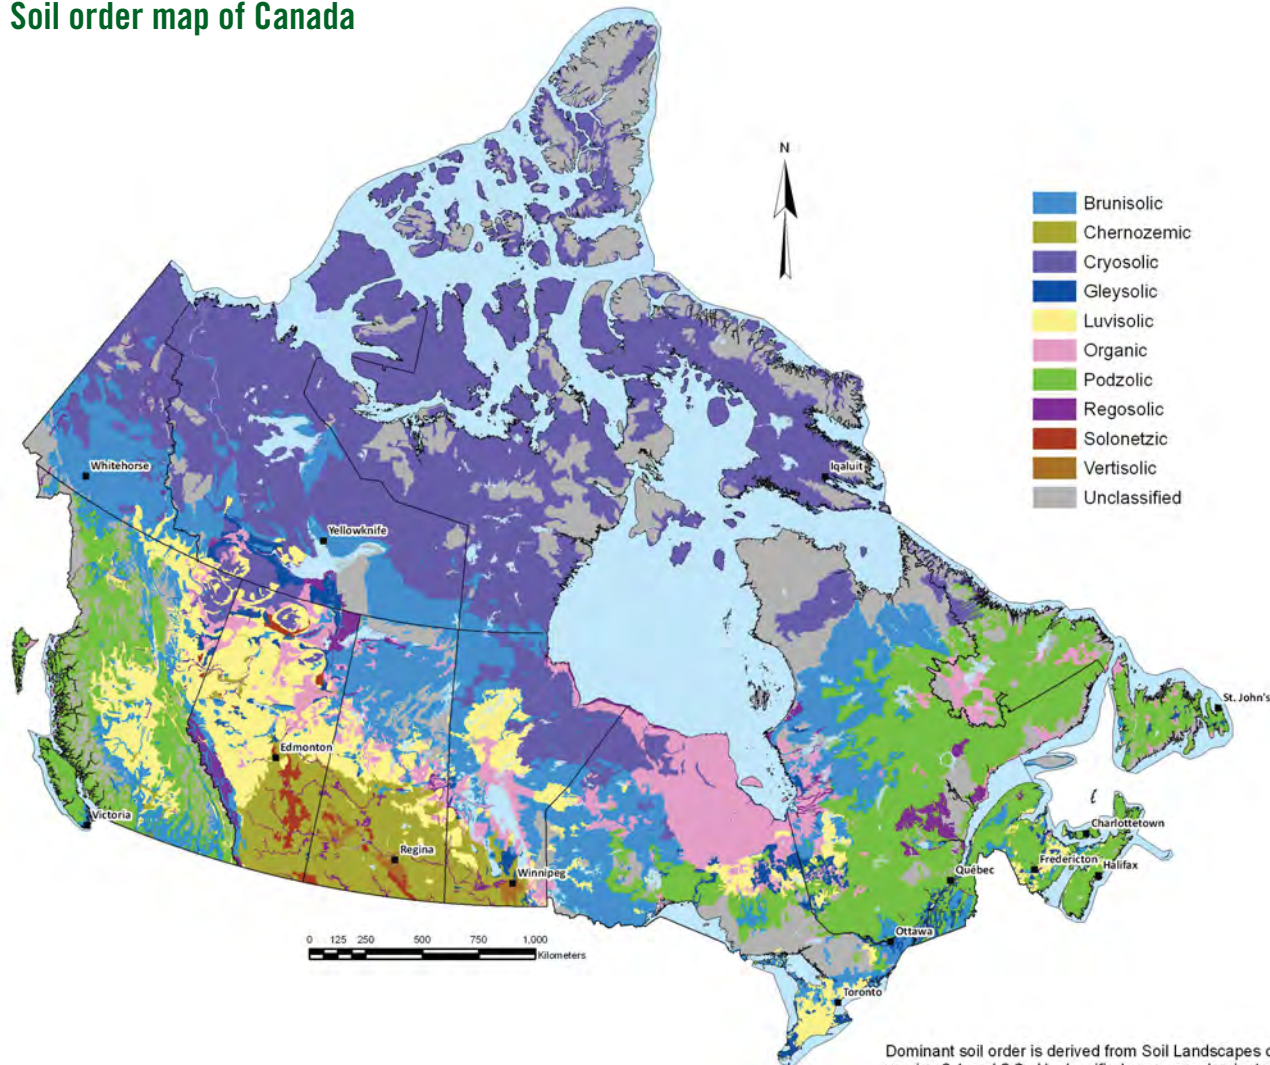 Soil order map of Canada
N
Brunisolic
Chernozemic
Cryosolic
Gleysolic
Luvisolic
Organic
Podzolic
Regosolic
Solonetzic
Vertisolic
Unclassified
Whitehorse
Iqaluit
Yellowknife
St. John's
Edmonton
Victoria
Charlottetown
Regina
Fredericton
Halifax
Winnipeg
Québec
Ottawa
0 125 250 500 750 1,000
Kilometers
Toronto
Dominant soil order is derived from Soil Landscapes